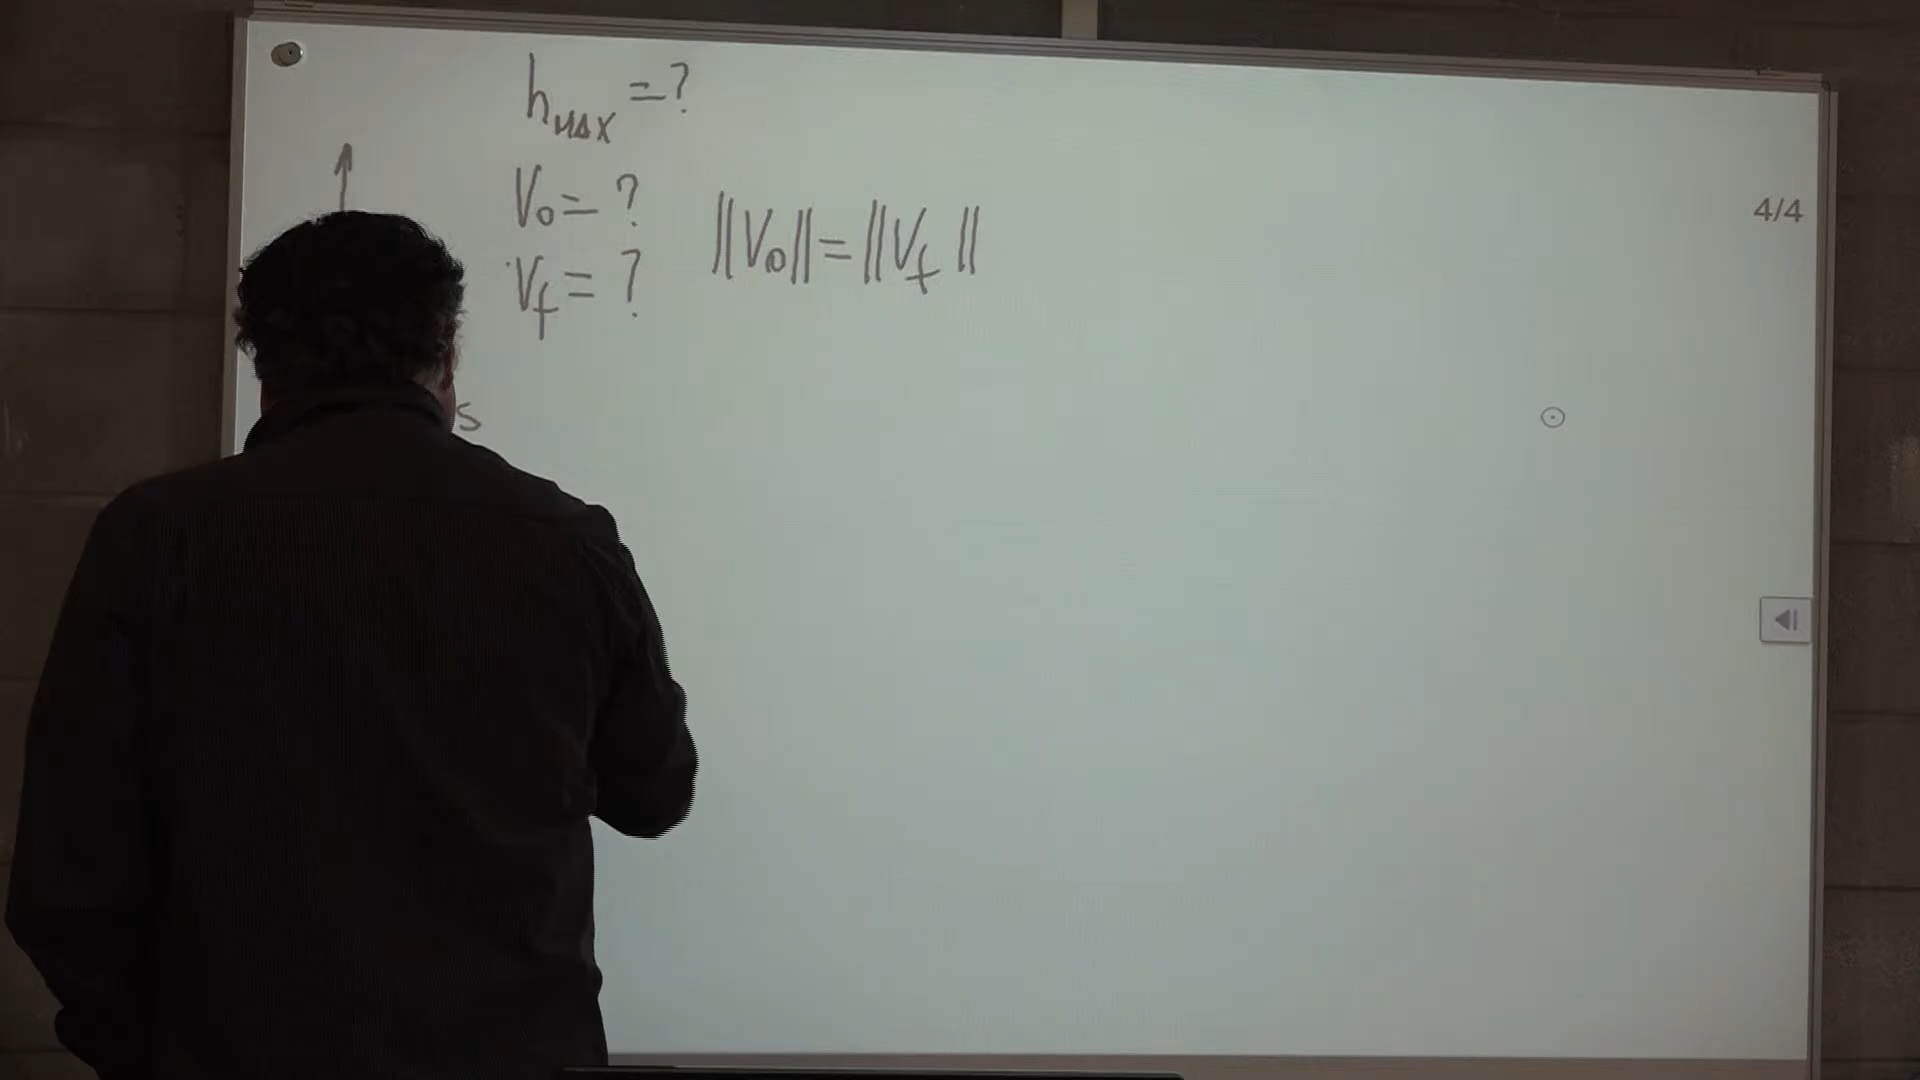 hMAX = ?
V0 = ? ||V0|| = ||Vf||
Vf = ?
4/4
s